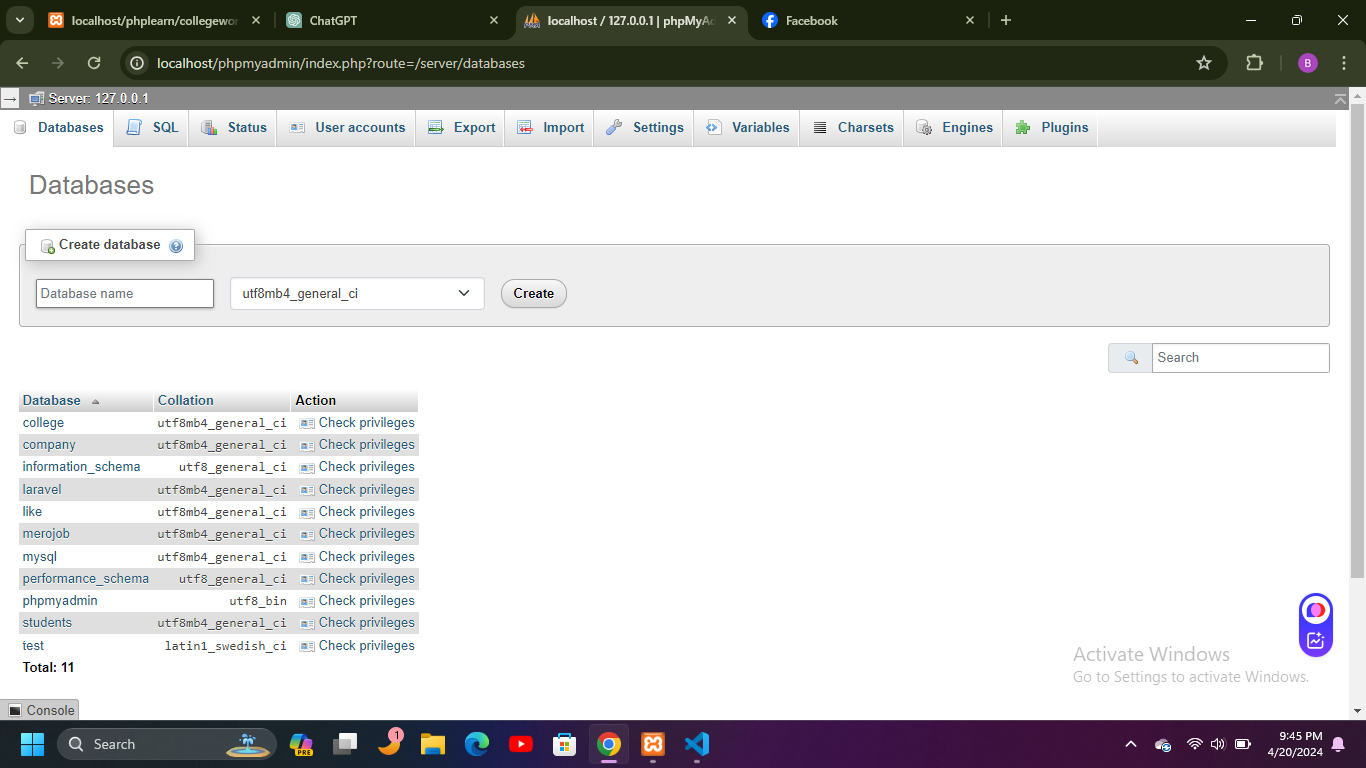 localhost/phplearn/collegewor
ChatGPT
localhost / 127.0.0.1 | phpMyAd
Facebook
localhost/phpmyadmin/index.php?route=/server/databases
B
Server: 127.0.0.1
Databases SQL Status User accounts Export Import Settings Variables Charsets Engines Plugins
Databases
Create database
Database name utf8mb4_general_ci Create
Search
Database Collation Action
college utf8mb4_general_ci Check privileges
company utf8mb4_general_ci Check privileges
information_schema utf8_general_ci Check privileges
laravel utf8mb4_general_ci Check privileges
like utf8mb4_general_ci Check privileges
merojob utf8mb4_general_ci Check privileges
mysql utf8mb4_general_ci Check privileges
performance_schema utf8_general_ci Check privileges
phpmyadmin utf8_bin Check privileges
students utf8mb4_general_ci Check privileges
test latin1_swedish_ci Check privileges
Total: 11
Activate Windows
Go to Settings to activate Windows.
Console
Search
PRE
1
9:45 PM
4/20/2024